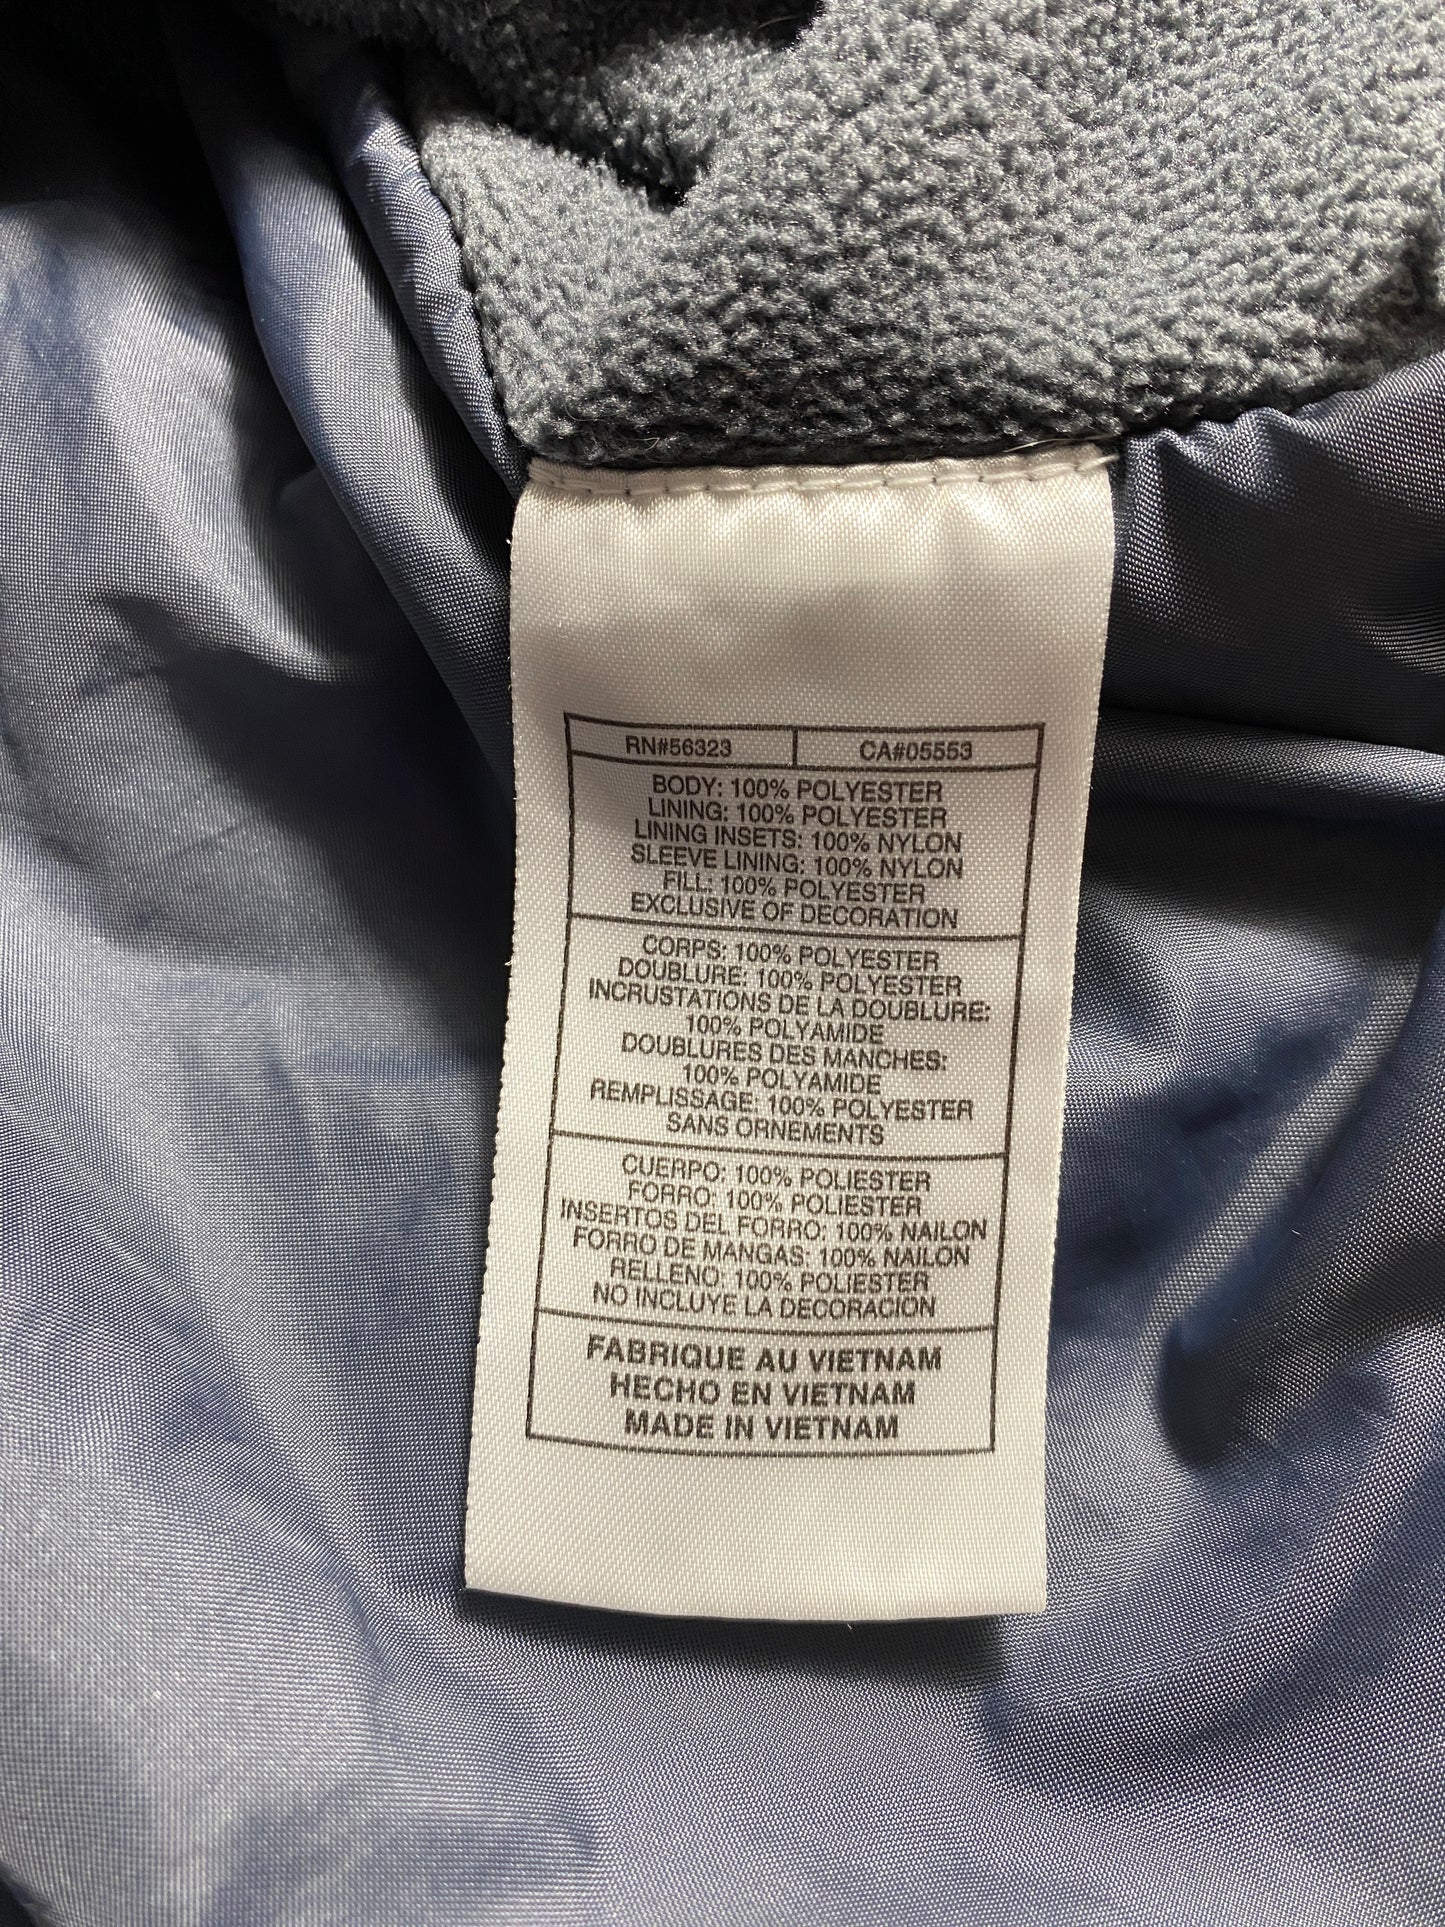 RN#56323 CA#05553
BODY: 100% POLYESTER
LINING: 100% POLYESTER
LINING INSETS: 100% NYLON
SLEEVE LINING: 100% NYLON
FILL: 100% POLYESTER
EXCLUSIVE OF DECORATION
CORPS: 100% POLYESTER
DOUBLURE: 100% POLYESTER
INCRUSTATIONS DE LA DOUBLURE:
100% POLYAMIDE
DOUBLURES DES MANCHES:
100% POLYAMIDE
REMPLISSAGE: 100% POLYESTER
SANS ORNEMENTS
CUERPO: 100% POLIESTER
FORRO: 100% POLIESTER
INSERTOS DEL FORRO: 100% NAILON
FORRO DE MANGAS: 100% NAILON
RELLENO: 100% POLIESTER
NO INCLUYE LA DECORACION
FABRIQUE AU VIETNAM
HECHO EN VIETNAM
MADE IN VIETNAM